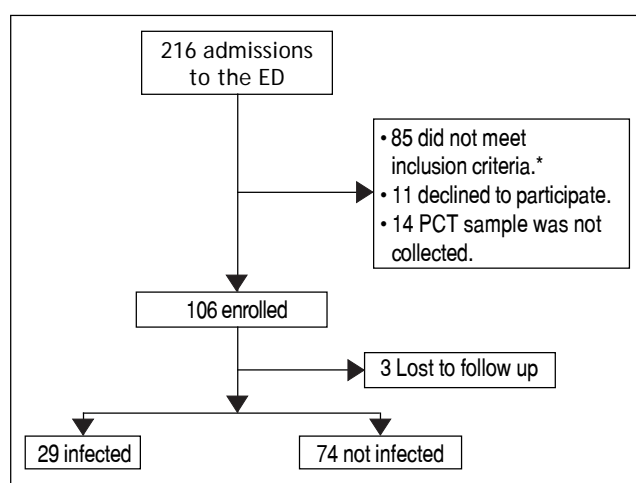 216 admissions
to the ED
• 85 did not meet
inclusion criteria.*
• 11 declined to participate.
• 14 PCT sample was not
collected.
106 enrolled
3 Lost to follow up
29 infected
74 not infected